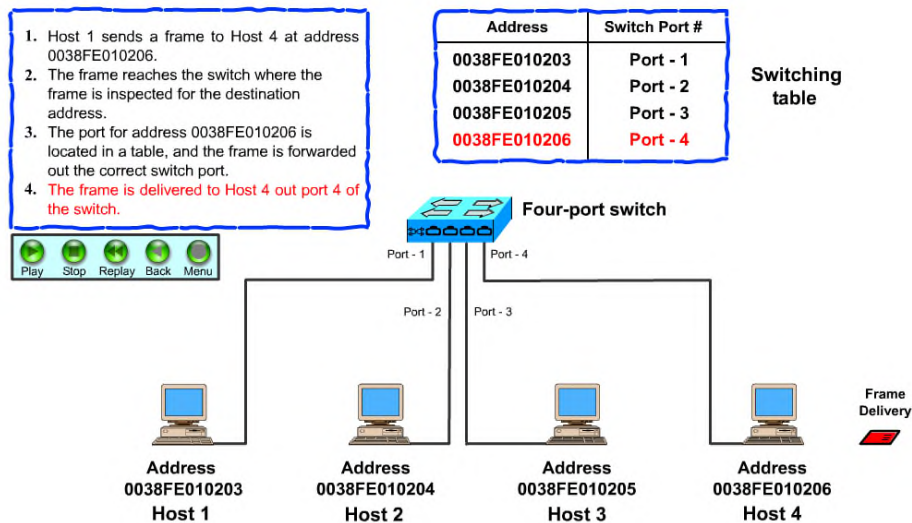 1. Host 1 sends a frame to Host 4 at address
0038FE010206.
2. The frame reaches the switch where the
frame is inspected for the destination
address.
3. The port for address 0038FE010206 is
located in a table, and the frame is forwarded
out the correct switch port.
4. The frame is delivered to Host 4 out port 4 of
the switch.
Play Stop Replay Back Menu
Address Switch Port #
0038FE010203 Port - 1
0038FE010204 Port - 2
0038FE010205 Port - 3
0038FE010206 Port - 4
Switching
table
Four-port switch
Port - 1 Port - 4
Port - 2 Port - 3
Frame
Delivery
Address Address Address Address
0038FE010203 0038FE010204 0038FE010205 0038FE010206
Host 1 Host 2 Host 3 Host 4